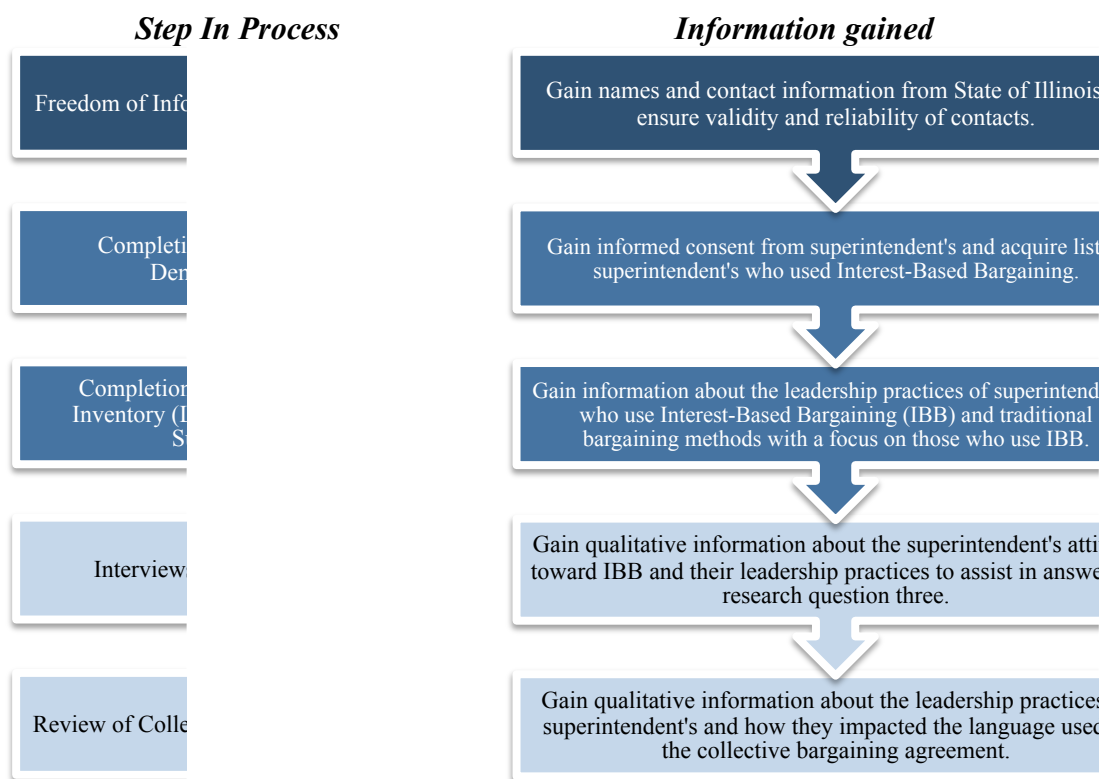 Step In Process
Information gained
Freedom of Info
Gain names and contact information from State of Illinois
ensure validity and reliability of contacts.
Completi
Den
Gain informed consent from superintendent's and acquire list
superintendent's who used Interest-Based Bargaining.
Completion
Inventory (
S
Gain information about the leadership practices of superintend
who use Interest-Based Bargaining (IBB) and traditional
bargaining methods with a focus on those who use IBB.
Interview
Gain qualitative information about the superintendent's atti
toward IBB and their leadership practices to assist in answe
research question three.
Review of Colle
Gain qualitative information about the leadership practices
superintendent's and how they impacted the language used
the collective bargaining agreement.